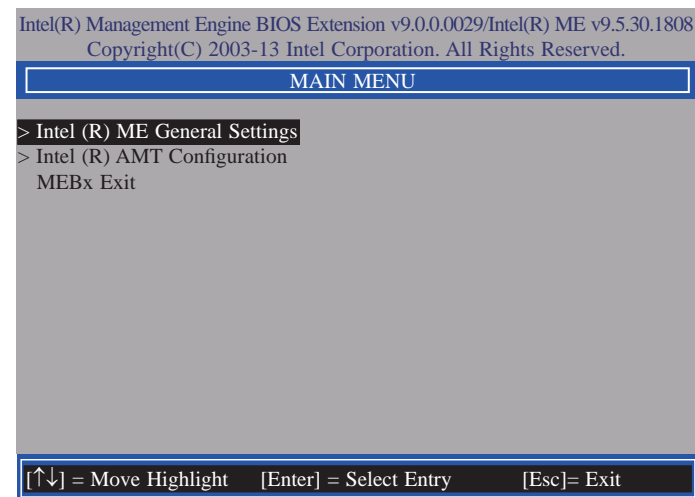 Intel(R) Management Engine BIOS Extension v9.0.0.0029/Intel(R) ME v9.5.30.1808
Copyright(C) 2003-13 Intel Corporation. All Rights Reserved.
MAIN MENU
> Intel (R) ME General Settings
> Intel (R) AMT Configuration
MEBx Exit
[↑↓] = Move Highlight [Enter] = Select Entry [Esc]= Exit